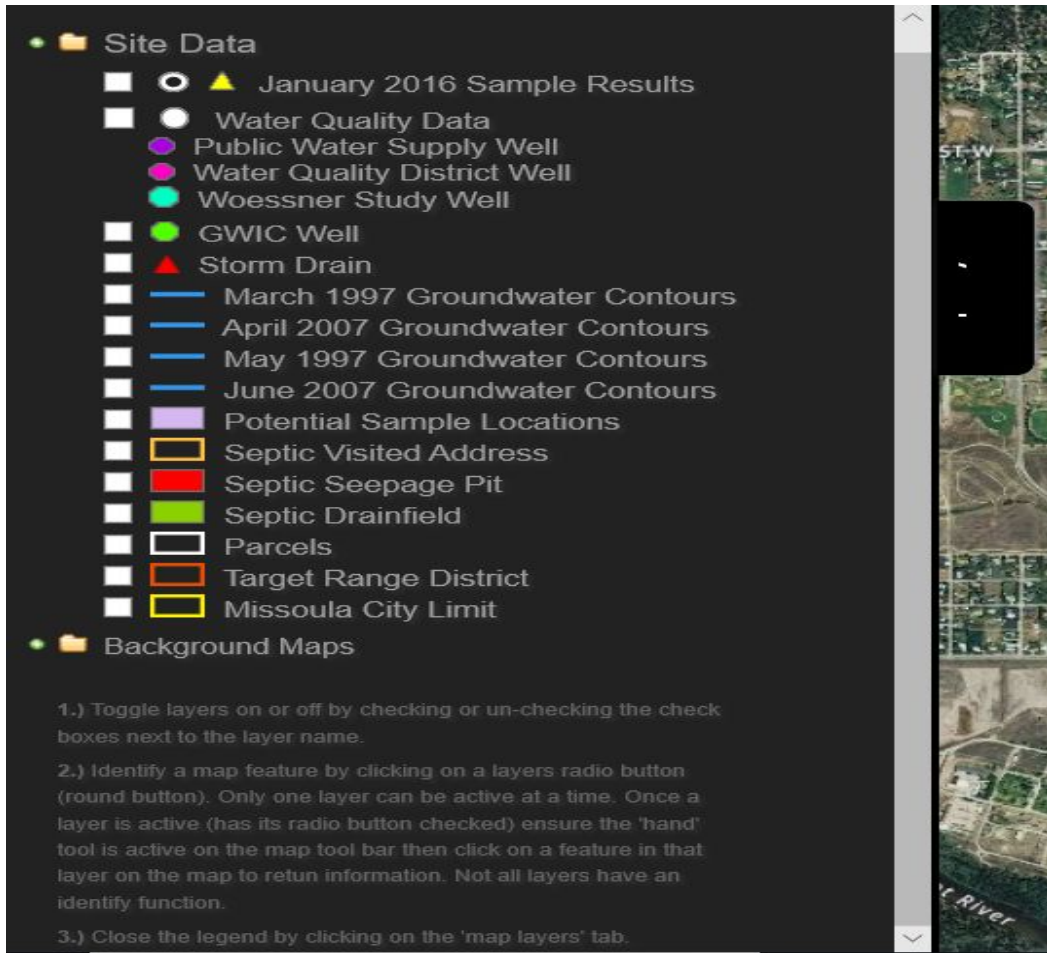 Site Data
January 2016 Sample Results
Water Quality Data
Public Water Supply Well
Water Quality District Well
Woessner Study Well
GWIC Well
Storm Drain
March 1997 Groundwater Contours
April 2007 Groundwater Contours
May 1997 Groundwater Contours
June 2007 Groundwater Contours
Potential Sample Locations
Septic Visited Address
Septic Seepage Pit
Septic Drainfield
Parcels
Target Range District
Missoula City Limit
Background Maps
1.) Toggle layers on or off by checking or un-checking the check
boxes next to the layer name.
2.) Identify a map feature by clicking on a layers radio button
(round button). Only one layer can be active at a time. Once a
layer is active (has its radio button checked) ensure the 'hand'
tool is active on the map tool bar then click on a feature in that
layer on the map to retun information. Not all layers have an
identify function.
3.) Close the legend by clicking on the 'map layers' tab.
ST W
River